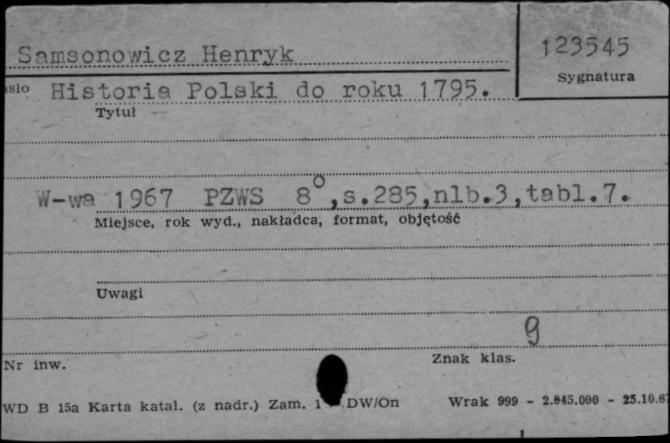 Samsonowicz Henryk
123545
Sygnatura
sło Historia Polski do roku 1795.
Tytuł
W-wa 1967 PZWS 8°,s.285,nlb.3,tabl.7.
Miejsce, rok wyd., nakładca, format, objętość
Uwagi
9
Nr inw.
Znak klas.
WD B 15a Karta katal. (z nadr.) Zam. 1 DW/On Wrak 999 - 2.845.000 - 25.10.67